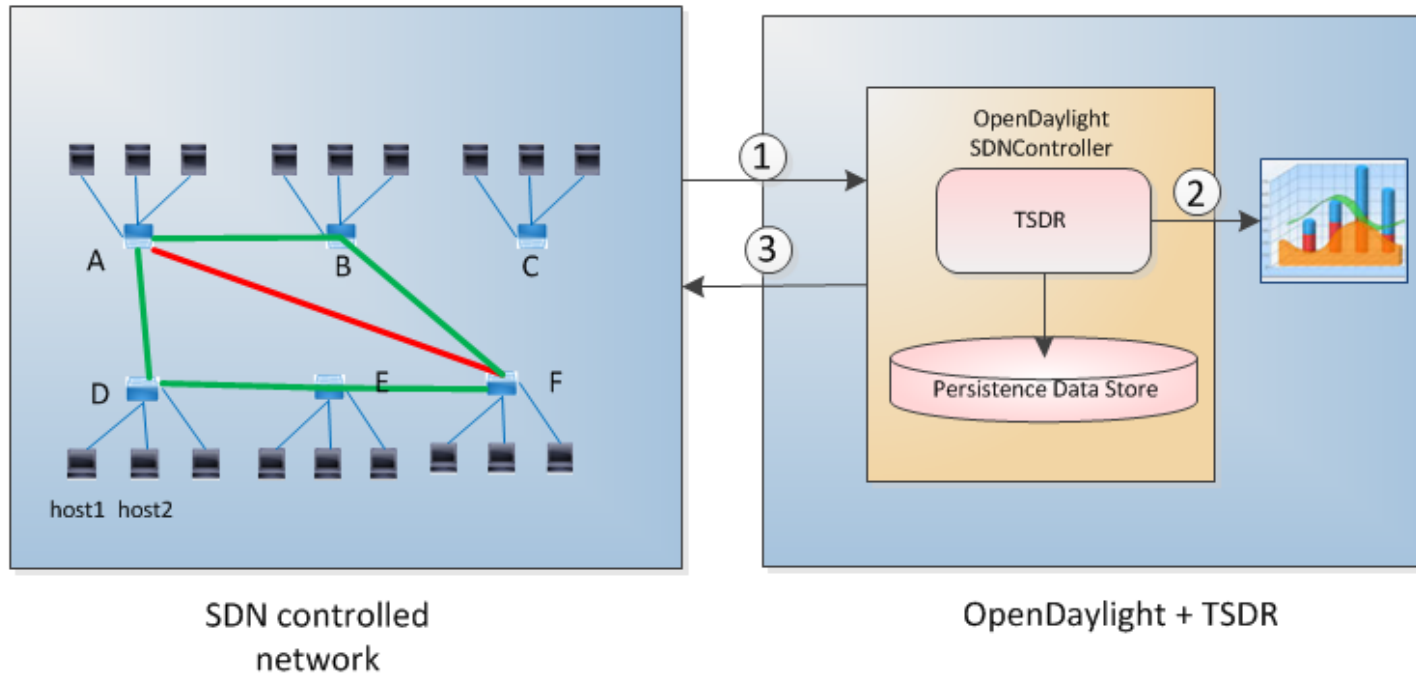 OpenDaylight
SDNController
1
TSDR
2
3
A
B
C
D
E
F
Persistence Data Store
host1 host2
SDN controlled
network
OpenDaylight + TSDR